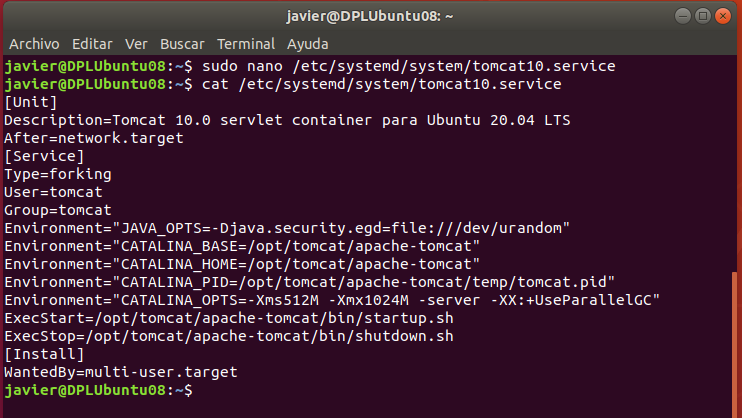 javier@DPLUbuntu08: ~
Archivo Editar Ver Buscar Terminal Ayuda
javier@DPLUbuntu08:~$ sudo nano /etc/systemd/system/tomcat10.service
javier@DPLUbuntu08:~$ cat /etc/systemd/system/tomcat10.service
[Unit]
Description=Tomcat 10.0 servlet container para Ubuntu 20.04 LTS
After=network.target
[Service]
Type=forking
User=tomcat
Group=tomcat
Environment="JAVA_OPTS=-Djava.security.egd=file:///dev/urandom"
Environment="CATALINA_BASE=/opt/tomcat/apache-tomcat"
Environment="CATALINA_HOME=/opt/tomcat/apache-tomcat"
Environment="CATALINA_PID=/opt/tomcat/apache-tomcat/temp/tomcat.pid"
Environment="CATALINA_OPTS=-Xms512M -Xmx1024M -server -XX:+UseParallelGC"
ExecStart=/opt/tomcat/apache-tomcat/bin/startup.sh
ExecStop=/opt/tomcat/apache-tomcat/bin/shutdown.sh
[Install]
WantedBy=multi-user.target
javier@DPLUbuntu08:~$